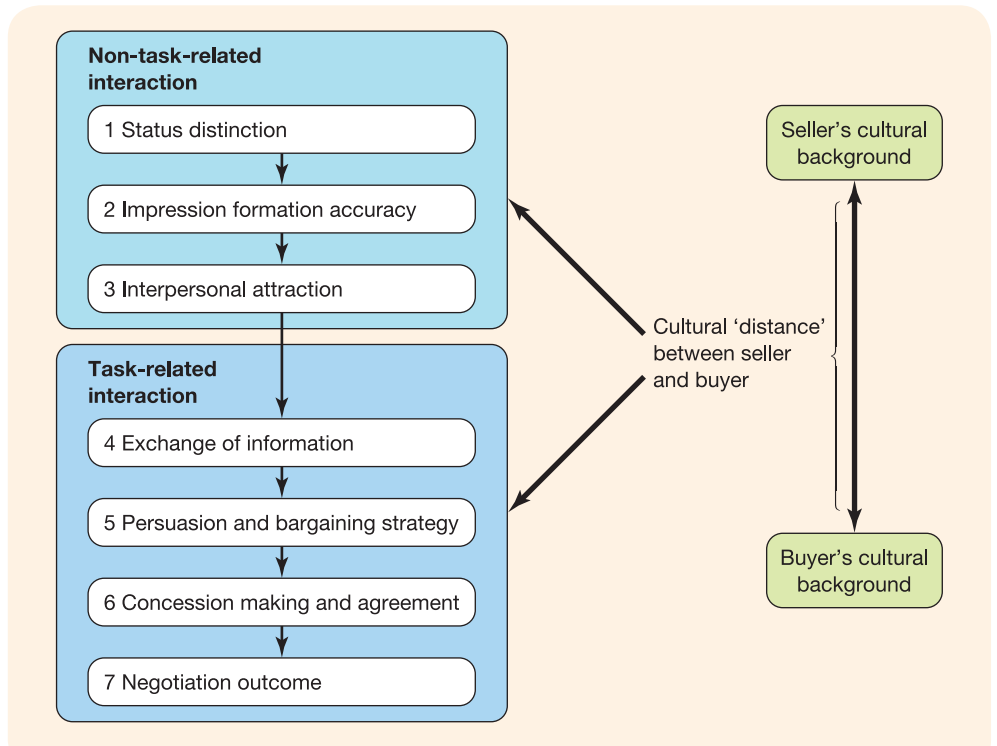 Non-task-related
interaction
1 Status distinction
2 Impression formation accuracy
3 Interpersonal attraction
Task-related
interaction
4 Exchange of information
5 Persuasion and bargaining strategy
6 Concession making and agreement
7 Negotiation outcome
Cultural ‘distance’
between seller
and buyer
Seller’s cultural
background
Buyer’s cultural
background